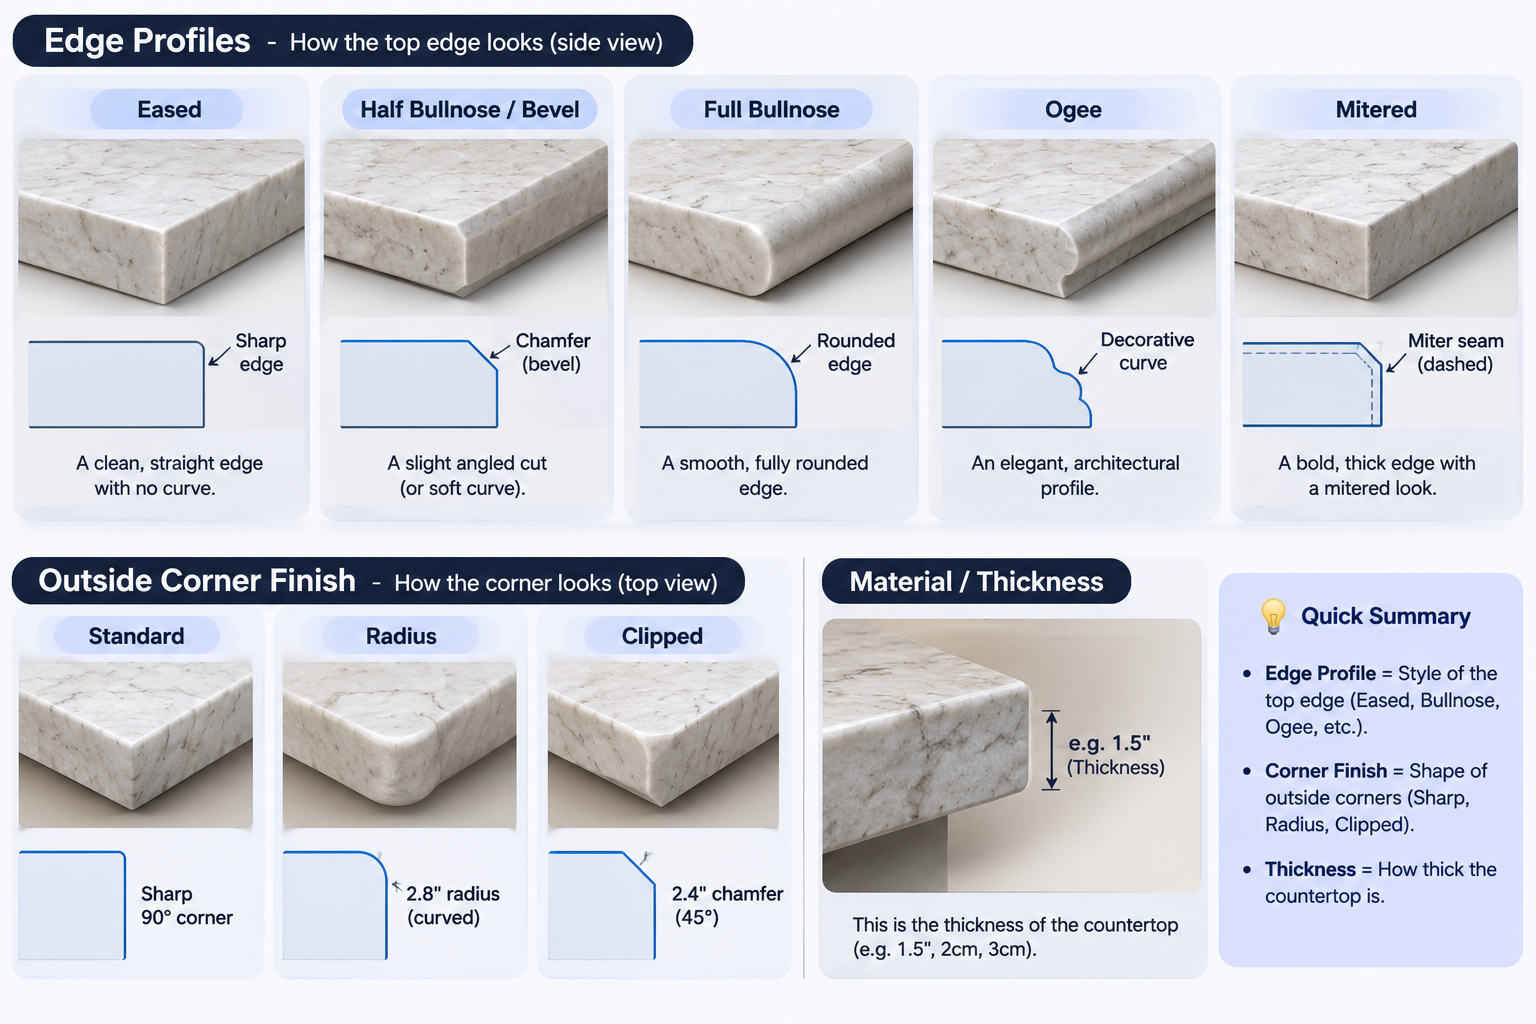 Edge Profiles - How the top edge looks (side view)
Eased
Sharp
edge
A clean, straight edge
with no curve.
Half Bullnose / Bevel
Chamfer
(bevel)
A slight angled cut
(or soft curve).
Full Bullnose
Rounded
edge
A smooth, fully rounded
edge.
Ogee
Decorative
curve
An elegant, architectural
profile.
Mitered
Miter seam
(dashed)
A bold, thick edge with
a mitered look.
Outside Corner Finish - How the corner looks (top view)
Standard
Sharp
90° corner
Radius
2.8" radius
(curved)
Clipped
2.4" chamfer
(45°)
Material / Thickness
e.g. 1.5"
(Thickness)
This is the thickness of the countertop
(e.g. 1.5", 2cm, 3cm).
Quick Summary
• Edge Profile = Style of the
top edge (Eased, Bullnose,
Ogee, etc.).
• Corner Finish = Shape of
outside corners (Sharp,
Radius, Clipped).
• Thickness = How thick the
countertop is.